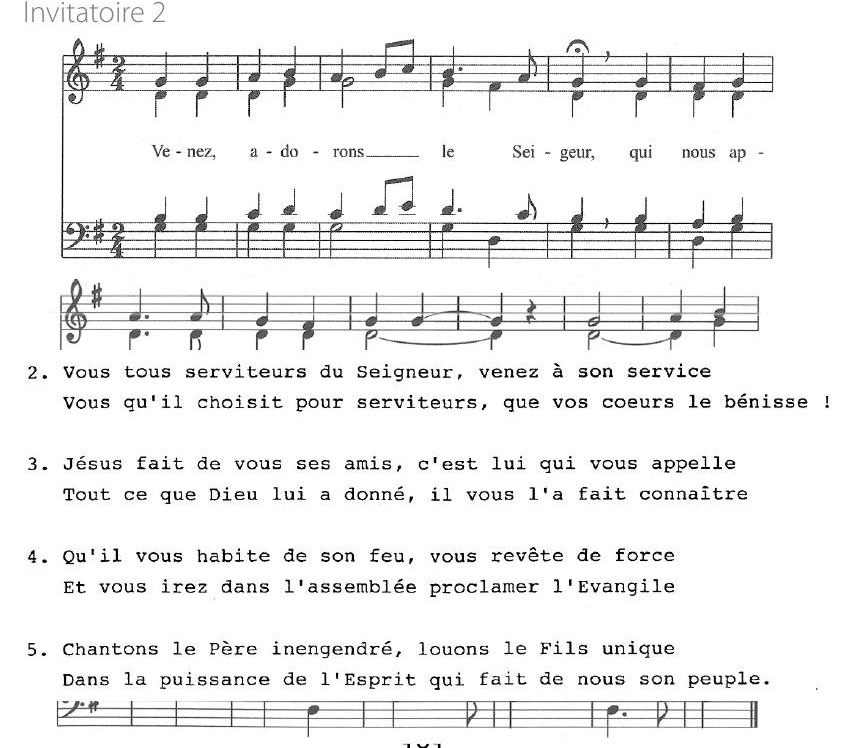 Invitatoire 2
Ve - nez, a - do - rons____ le Sei - geur, qui nous ap -
2. Vous tous serviteurs du Seigneur, venez à son service
Vous qu'il choisit pour serviteurs, que vos coeurs le bénisse !
3. Jésus fait de vous ses amis, c'est lui qui vous appelle
Tout ce que Dieu lui a donné, il vous l'a fait connaître
4. Qu'il vous habite de son feu, vous revête de force
Et vous irez dans l'assemblée proclamer l'Evangile
5. Chantons le Père inengendré, louons le Fils unique
Dans la puissance de l'Esprit qui fait de nous son peuple.